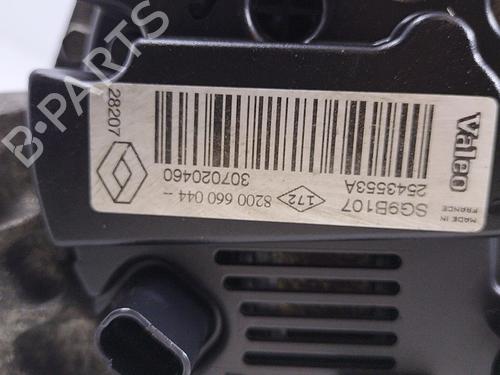 Valeo
MADE IN
FRANCE
SG9B107
2543553A
172
8200 660 044 --
307020460
28207
B-PARTS